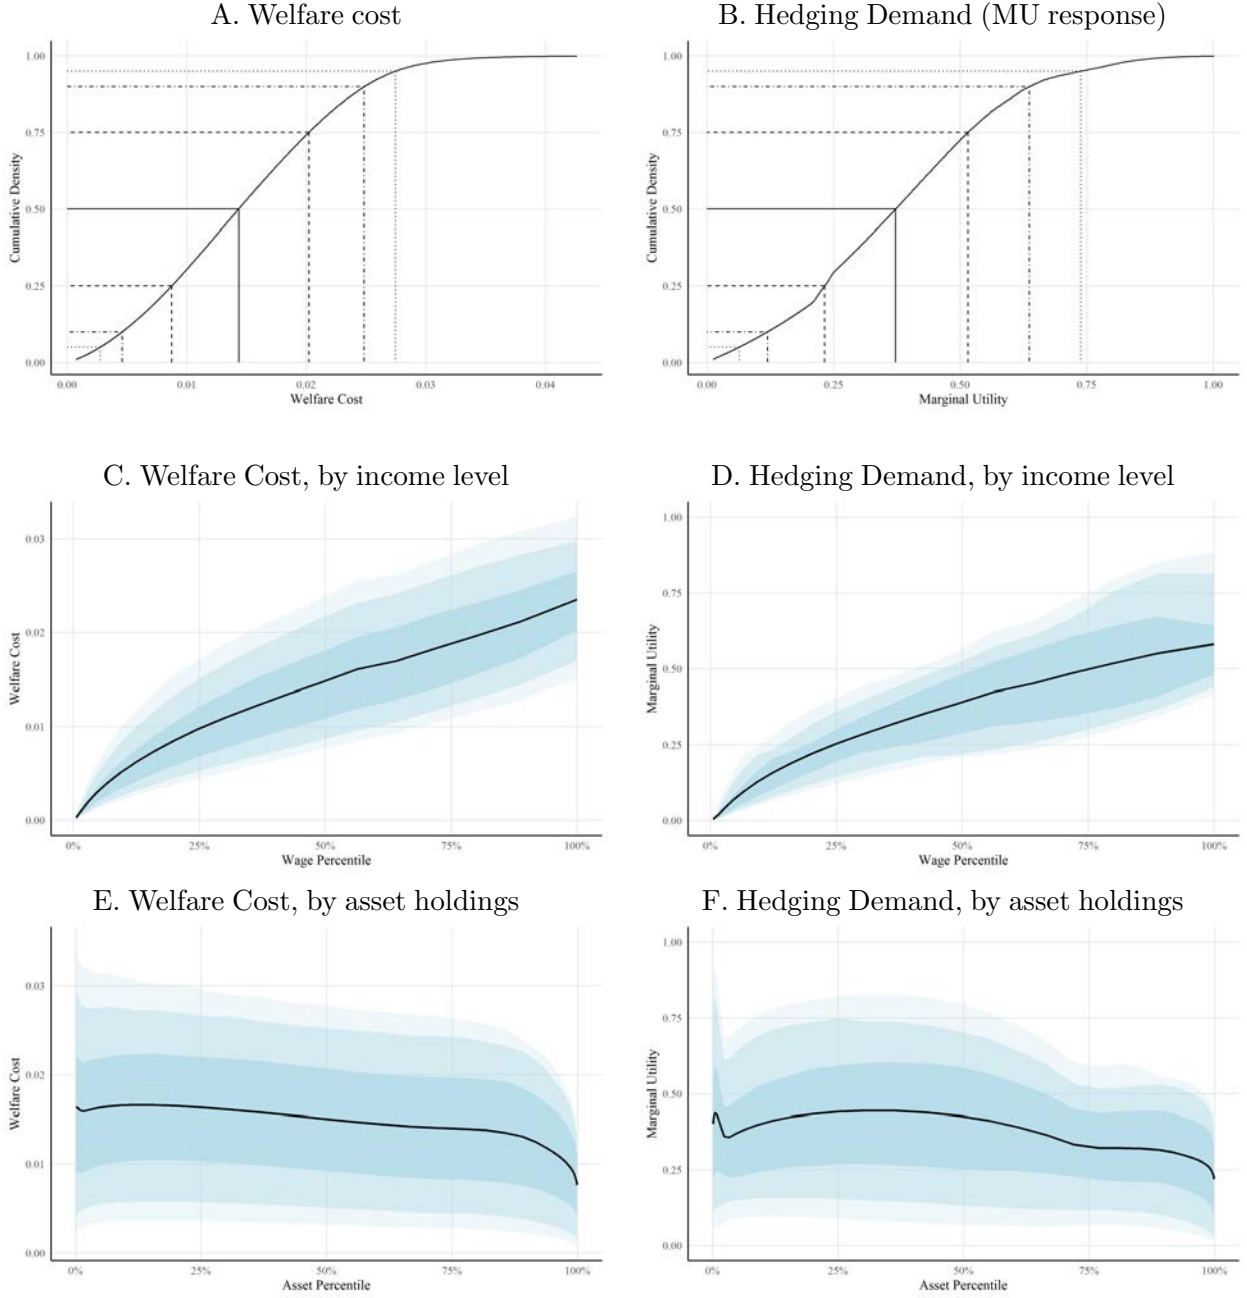 A. Welfare cost
1.00
0.75
0.50
0.25
0.00
Cumulative Density
0.00 0.01 0.02 0.03 0.04
Welfare Cost
B. Hedging Demand (MU response)
1.00
0.75
0.50
0.25
0.00
Cumulative Density
0.00 0.25 0.50 0.75 1.00
Marginal Utility
C. Welfare Cost, by income level
0.03
0.02
0.01
0.00
Welfare Cost
0% 25% 50% 75% 100%
Wage Percentile
D. Hedging Demand, by income level
1.00
0.75
0.50
0.25
0.00
Marginal Utility
0% 25% 50% 75% 100%
Wage Percentile
E. Welfare Cost, by asset holdings
0.03
0.02
0.01
0.00
Welfare Cost
0% 25% 50% 75% 100%
Asset Percentile
F. Hedging Demand, by asset holdings
1.00
0.75
0.50
0.25
0.00
Marginal Utility
0% 25% 50% 75% 100%
Asset Percentile